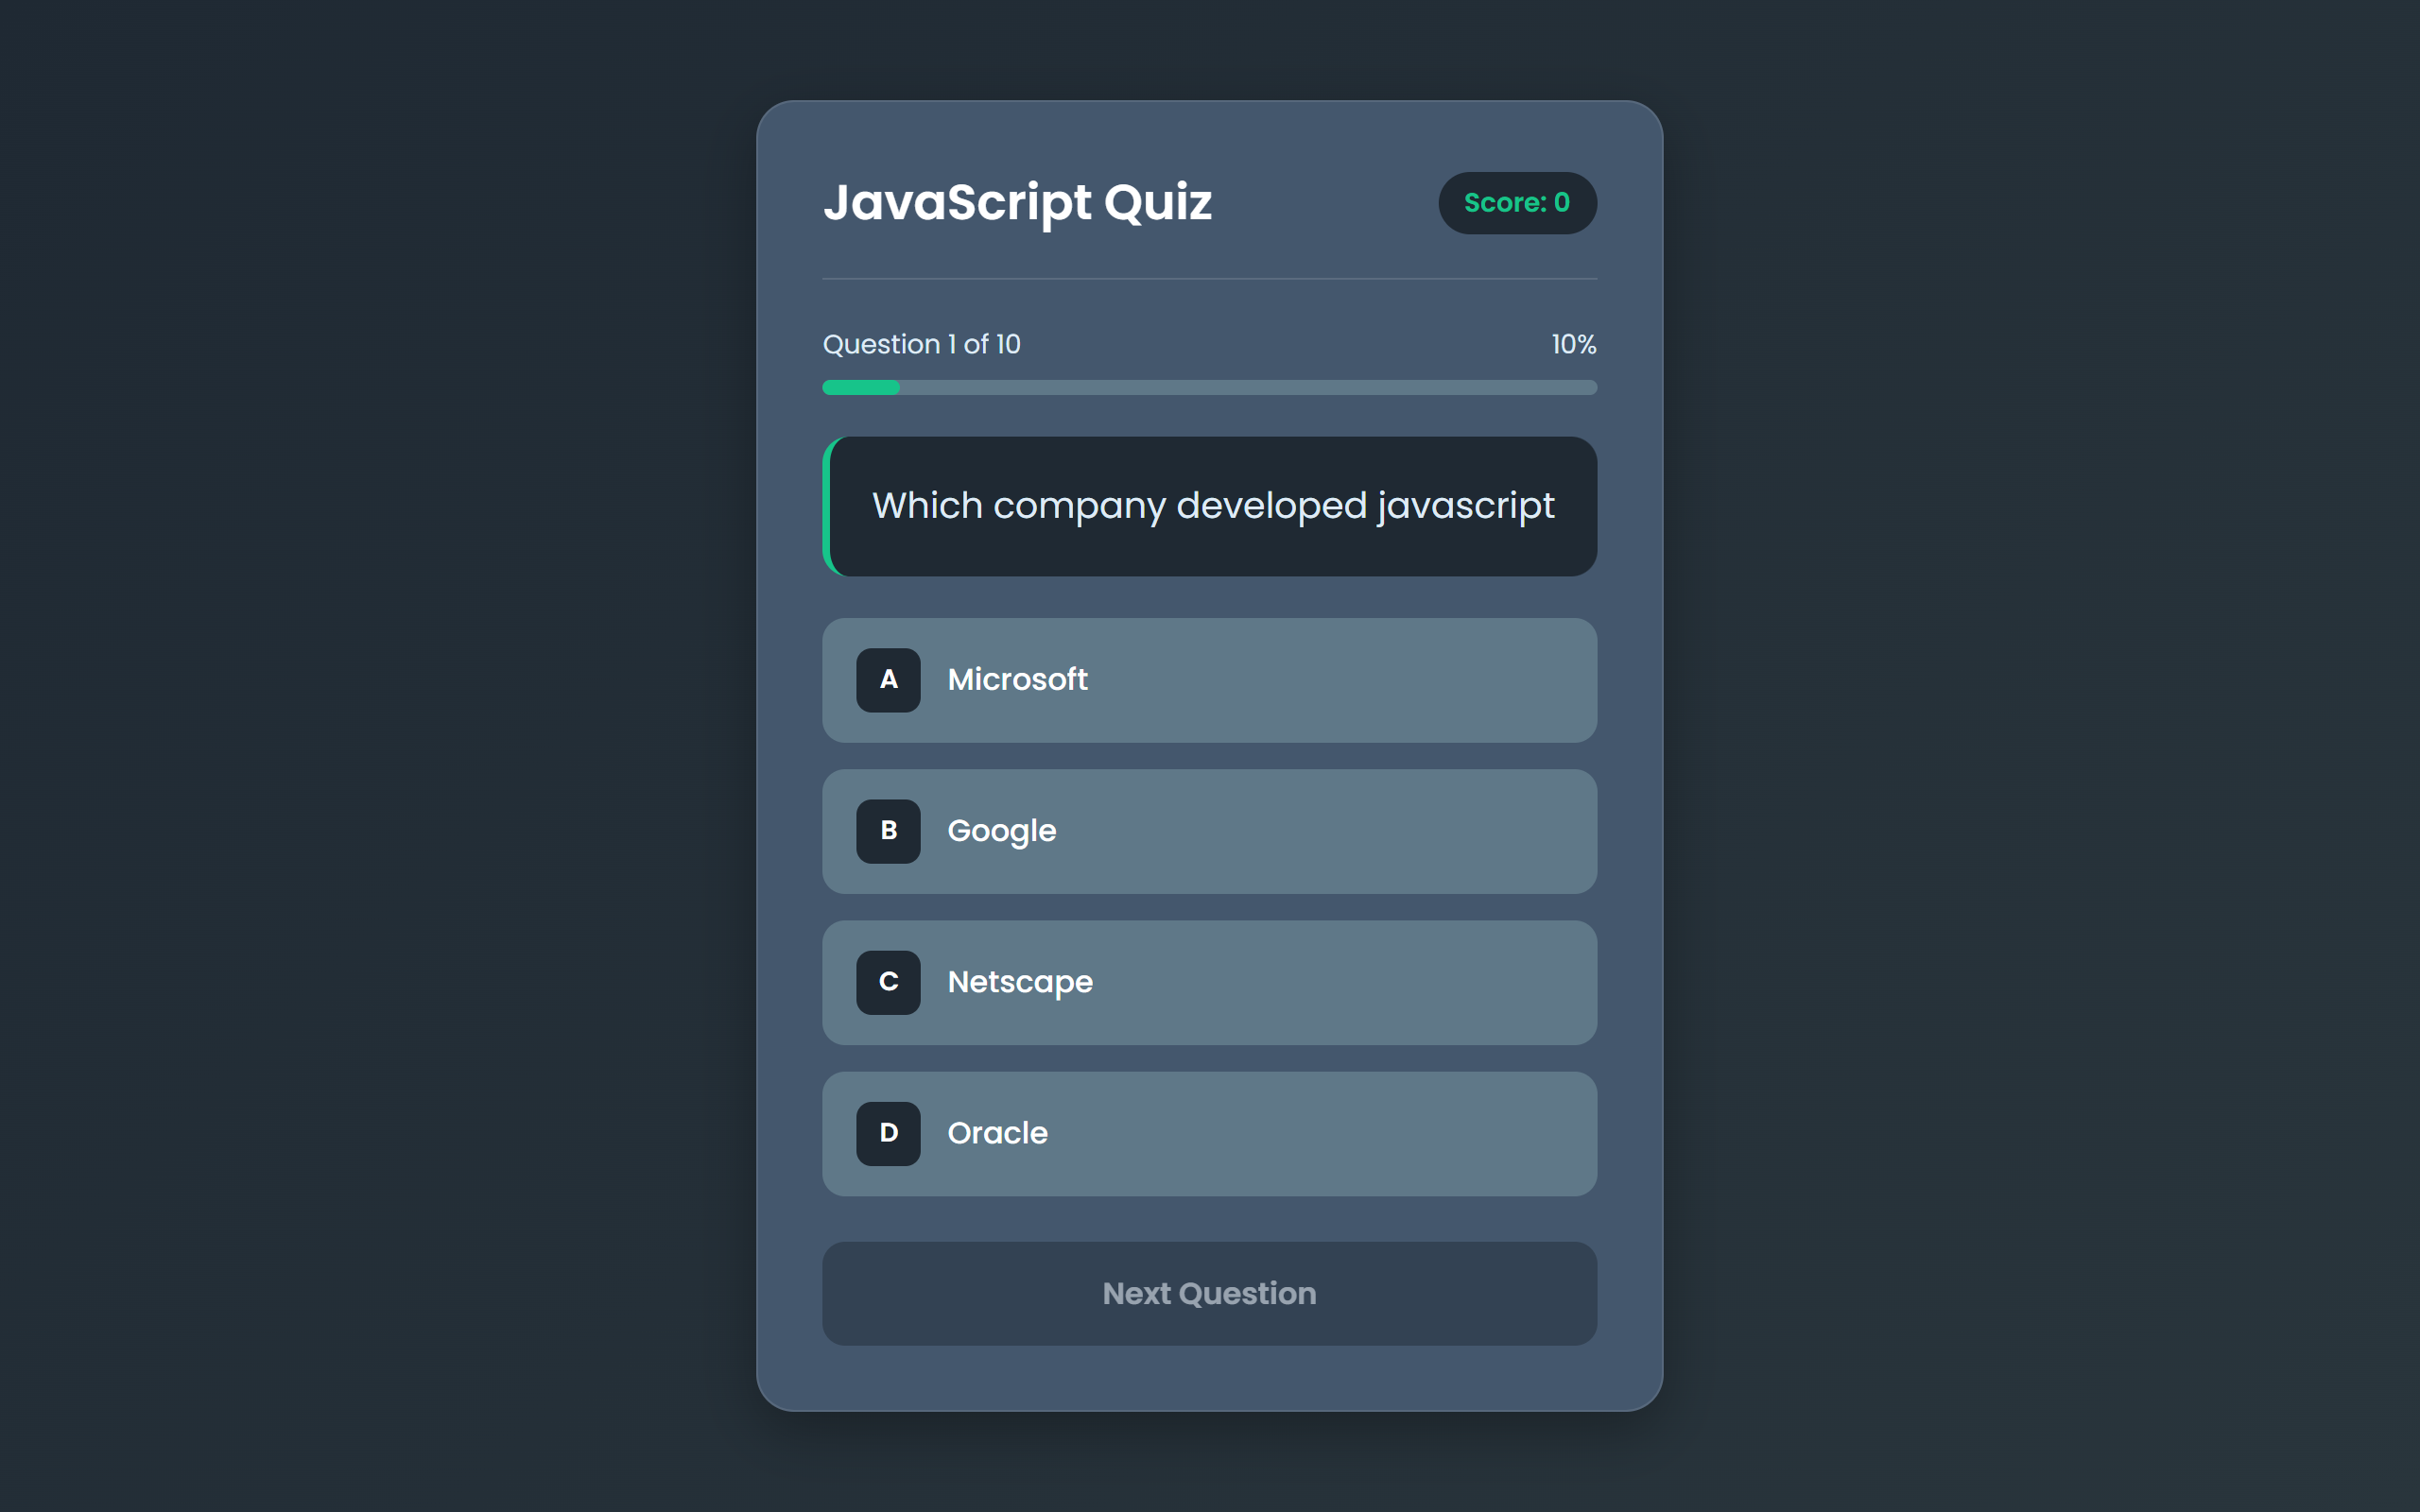 JavaScript Quiz
Score: 0
Question 1 of 10
10%
Which company developed javascript
A Microsoft
B Google
C Netscape
D Oracle
Next Question